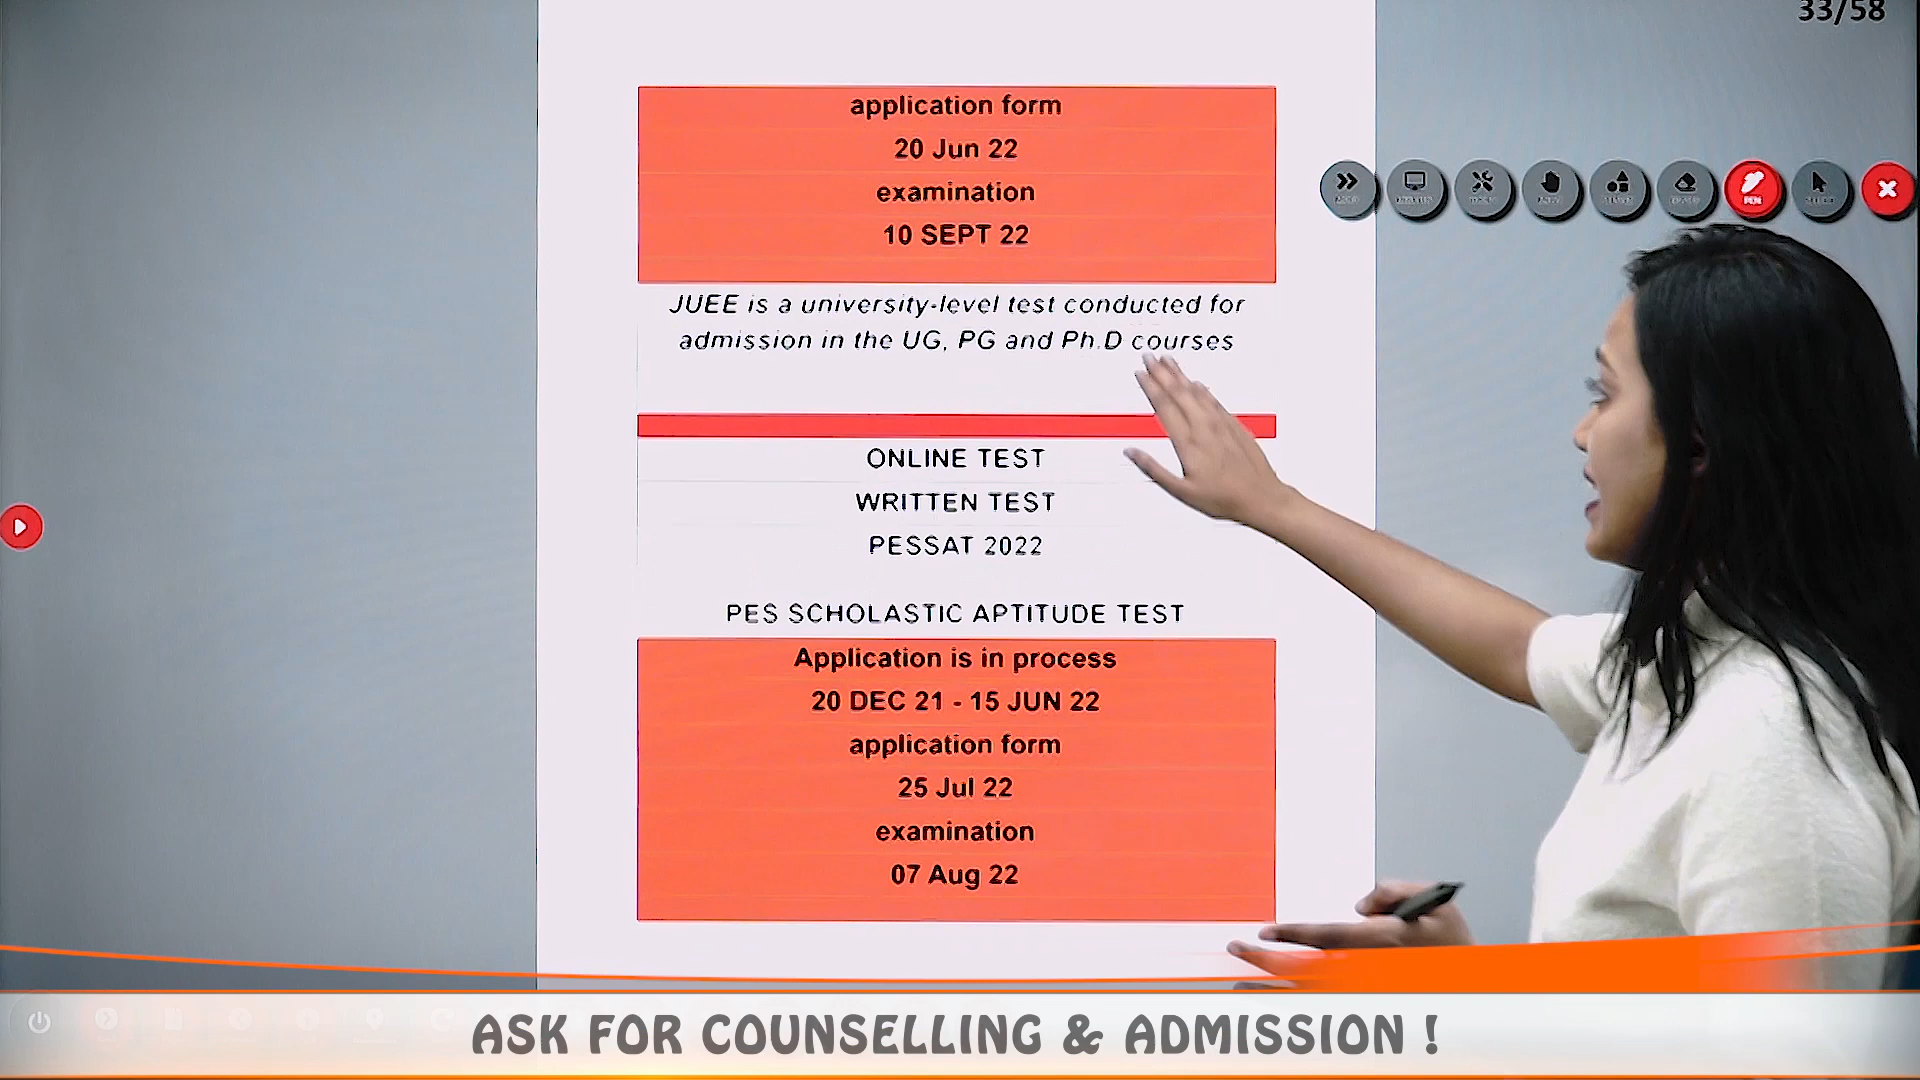 33/58
application form
20 Jun 22
examination
10 SEPT 22
JUEE is a university-level test conducted for
admission in the UG, PG and Ph.D courses
ONLINE TEST
WRITTEN TEST
PESSAT 2022
PES SCHOLASTIC APTITUDE TEST
Application is in process
20 DEC 21 - 15 JUN 22
application form
25 Jul 22
examination
07 Aug 22
PEN
ASK FOR COUNSELLING & ADMISSION !